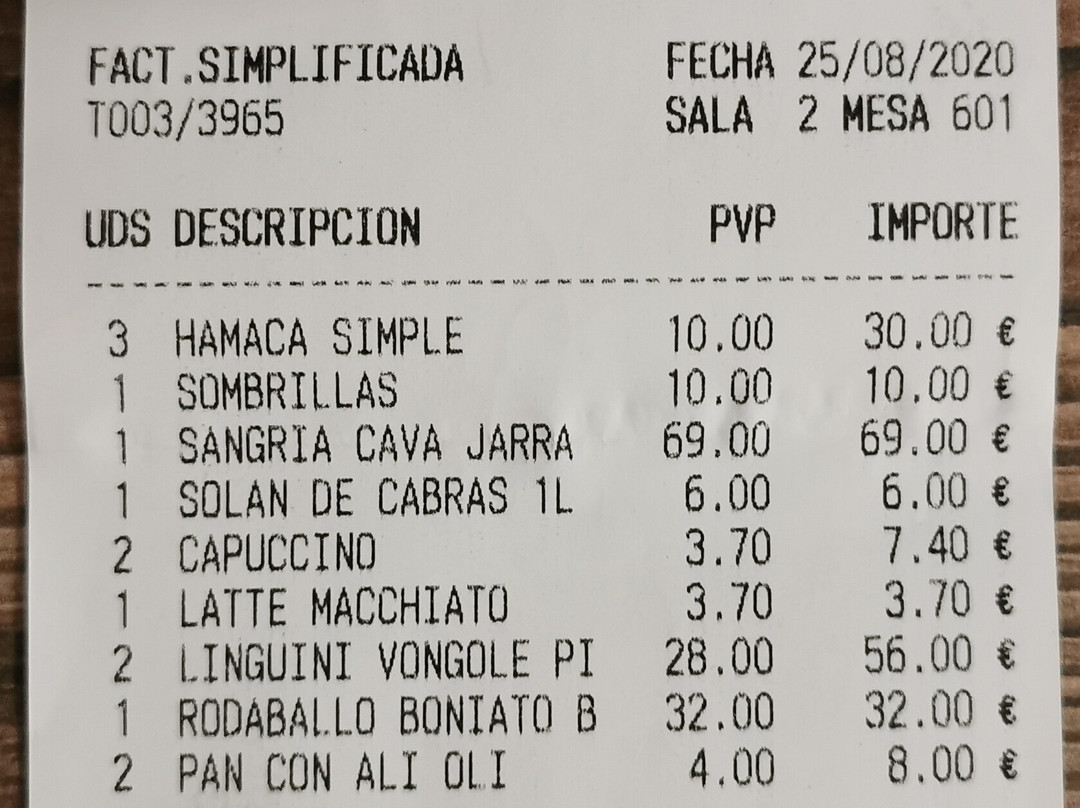 FACT.SIMPLIFICADA FECHA 25/08/2020
T003/3965 SALA 2 MESA 601
UDS DESCRIPCION PVP IMPORTE
3 HAMACA SIMPLE 10.00 30.00 €
1 SOMBRILLAS 10.00 10.00 €
1 SANGRIA CAVA JARRA 69.00 69.00 €
1 SOLAN DE CABRAS 1L 6.00 6.00 €
2 CAPUCCINO 3.70 7.40 €
1 LATTE MACCHIATO 3.70 3.70 €
2 LINGUINI VONGOLE PI 28.00 56.00 €
1 RODABALLO BONIATO B 32.00 32.00 €
2 PAN CON ALI OLI 4.00 8.00 €